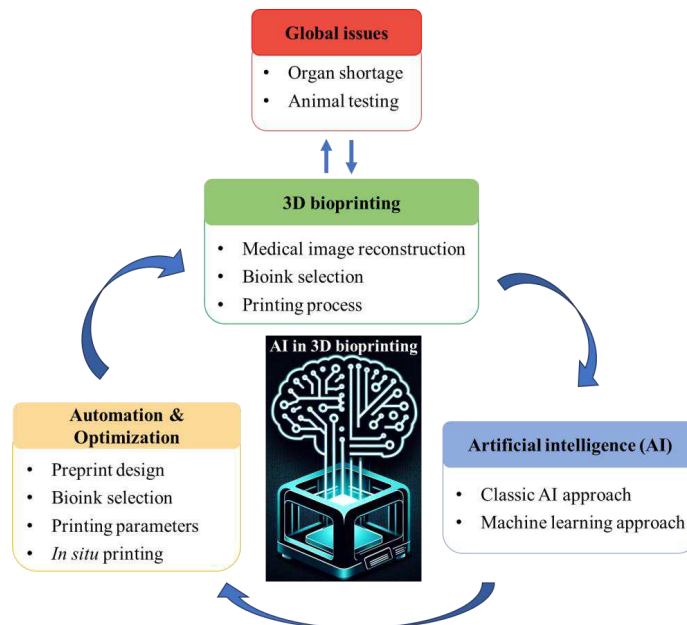 Global issues
• Organ shortage
• Animal testing
3D bioprinting
• Medical image reconstruction
• Bioink selection
• Printing process
AI in 3D bioprinting
Automation &
Optimization
• Preprint design
• Bioink selection
• Printing parameters
• In situ printing
Artificial intelligence (AI)
• Classic AI approach
• Machine learning approach